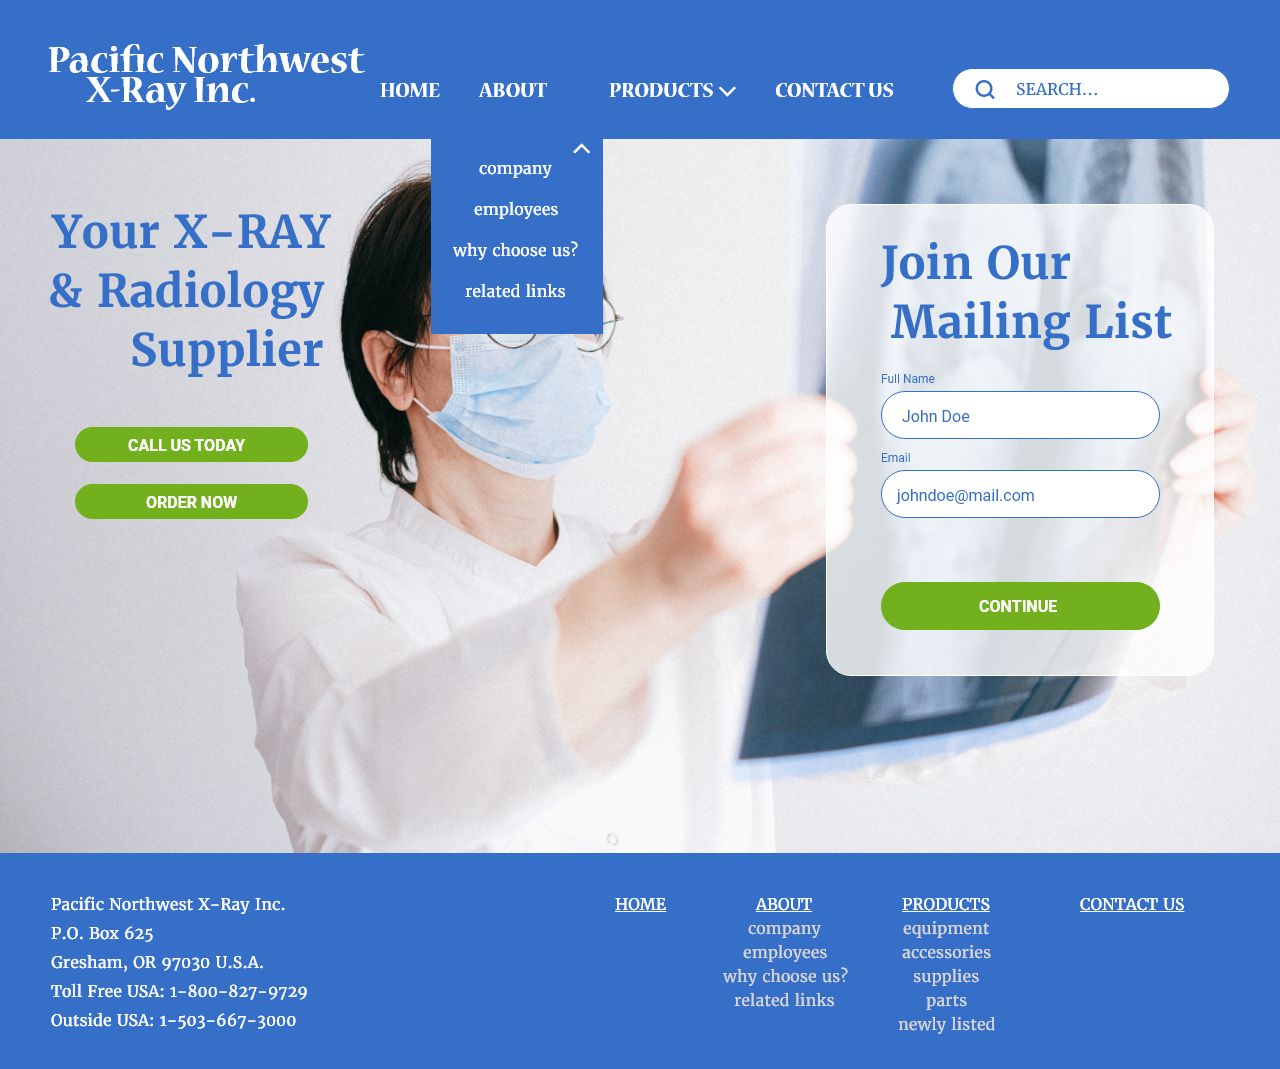 Pacific Northwest
X-Ray Inc.
HOME
ABOUT
PRODUCTS
CONTACT US
SEARCH...
company
employees
why choose us?
related links
Your X-RAY
& Radiology
Supplier
CALL US TODAY
ORDER NOW
Join Our
Mailing List
Full Name
John Doe
Email
johndoe@mail.com
CONTINUE
Pacific Northwest X-Ray Inc.
P.O. Box 625
Gresham, OR 97030 U.S.A.
Toll Free USA: 1-800-827-9729
Outside USA: 1-503-667-3000
HOME
ABOUT
company
employees
why choose us?
related links
PRODUCTS
equipment
accessories
supplies
parts
newly listed
CONTACT US